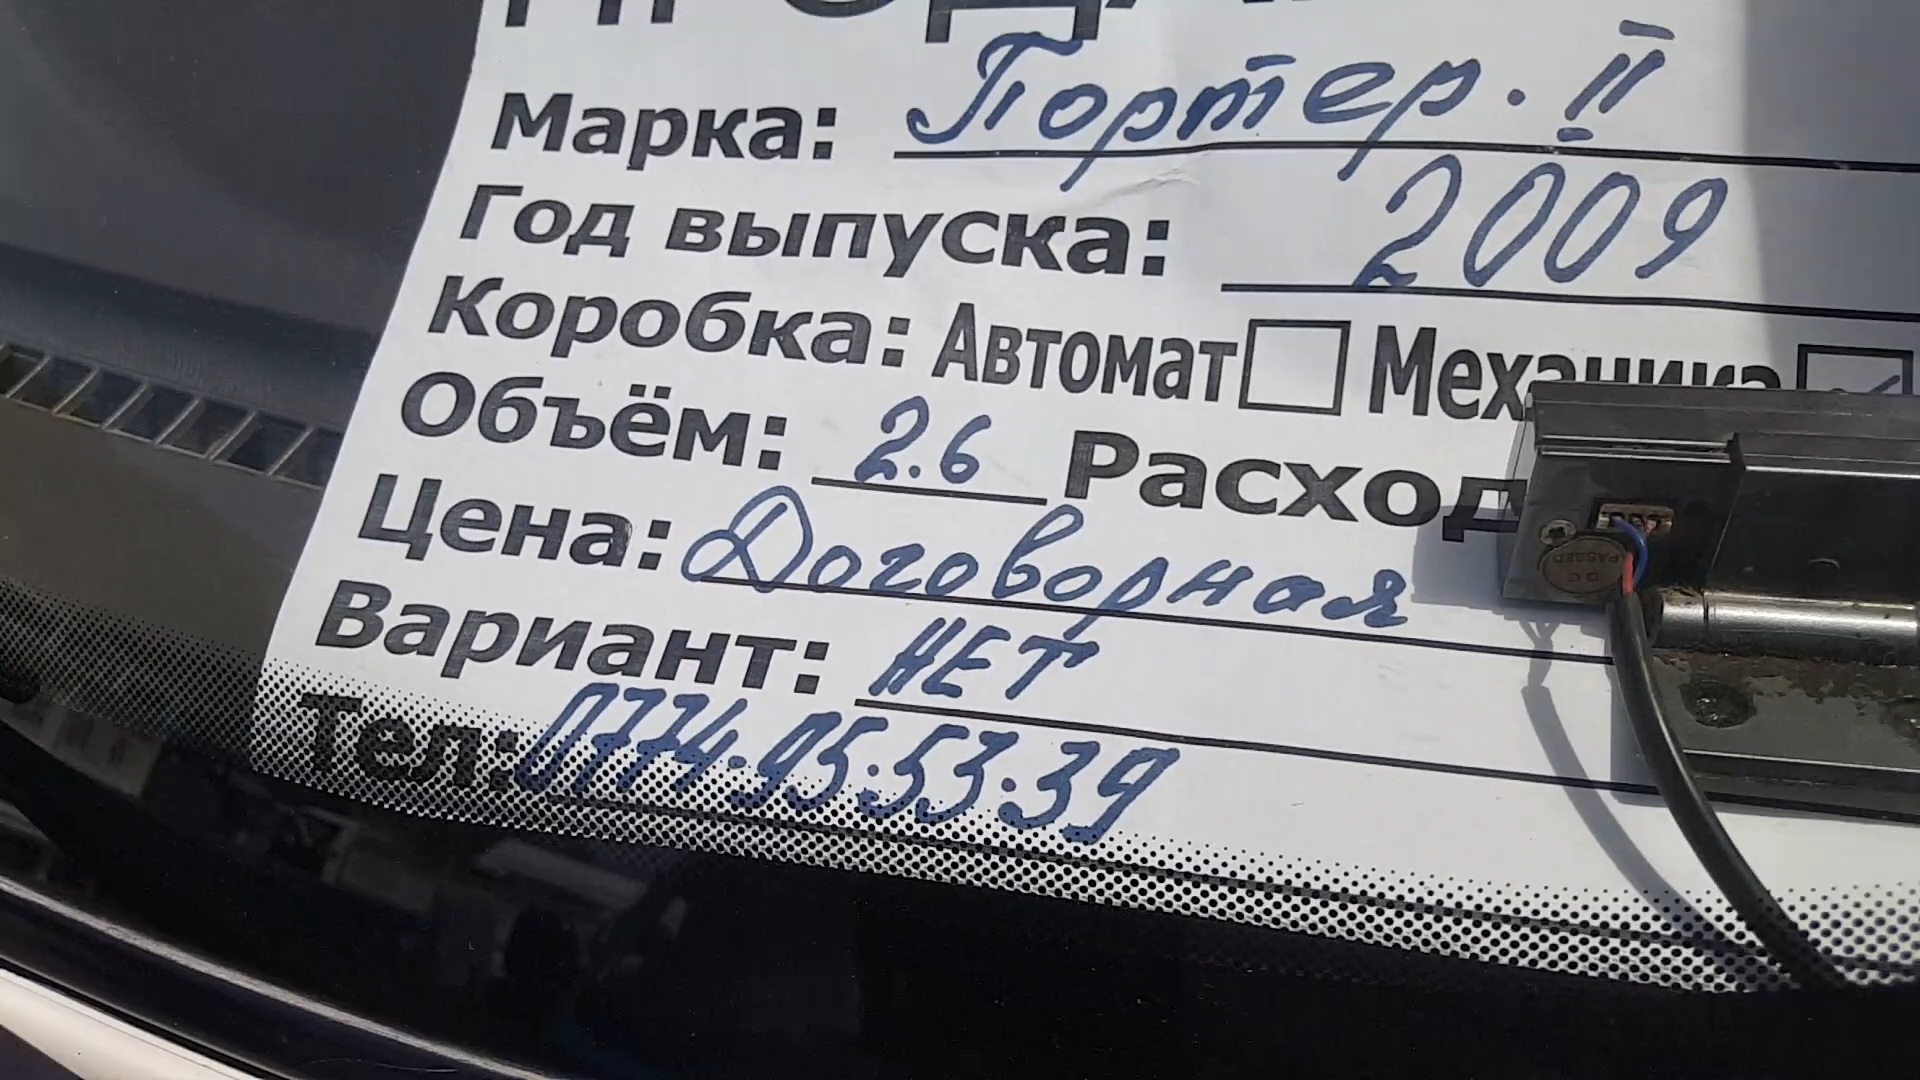 Марка: Портер. II
Год выпуска: 2009
Коробка: Автомат Механика
Объём: 2.6 Расход
Цена: Договорная
Вариант: НЕТ
Тел: 0774.95.53.39